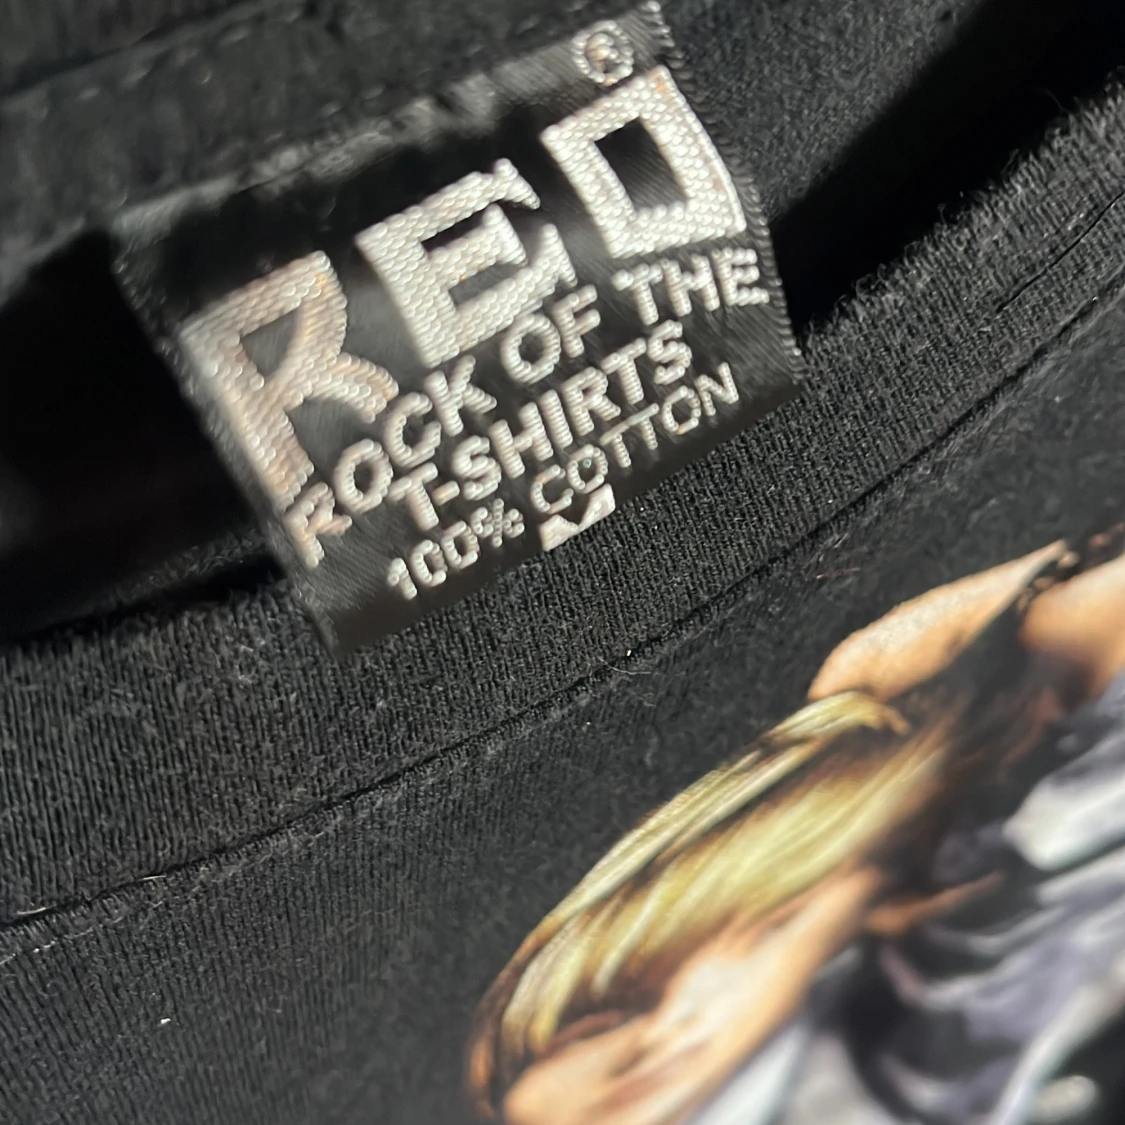 ®
RED
ROCK OF THE
T-SHIRTS
100% COTTON
M